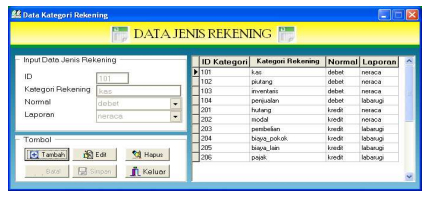 Data Kategori Rekening
DATA JENIS REKENING
Input Data Jenis Rekening
ID 101
Kategori Rekening kas
Normal debet
Laporan neraca
Tombol
Tambah Edit Hapus
Batal Simpan Keluar
ID Kategori Kategori Rekening Normal Laporan
101 kas debet neraca
102 piutang debet neraca
103 inventaris debet neraca
104 penjualan debet labarugi
201 hutang kredit neraca
202 modal kredit neraca
203 pembelian kredit labarugi
204 biaya_pokok kredit labarugi
205 biaya_lain kredit labarugi
206 pajak kredit labarugi